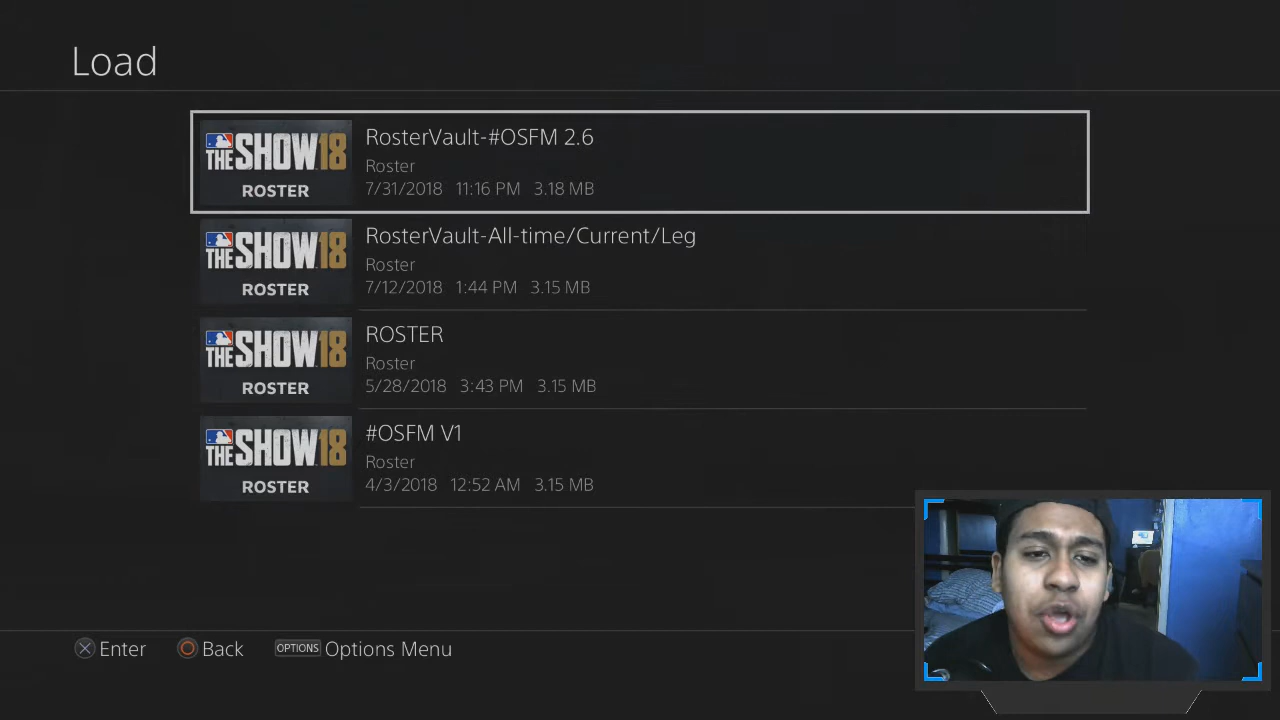 Load
THE SHOW 18
ROSTER
RosterVault-#OSFM 2.6
Roster
7/31/2018 11:16 PM 3.18 MB
THE SHOW 18
ROSTER
RosterVault-All-time/Current/Leg
Roster
7/12/2018 1:44 PM 3.15 MB
THE SHOW 18
ROSTER
ROSTER
Roster
5/28/2018 3:43 PM 3.15 MB
THE SHOW 18
ROSTER
#OSFM V1
Roster
4/3/2018 12:52 AM 3.15 MB
Enter Back OPTIONS Options Menu